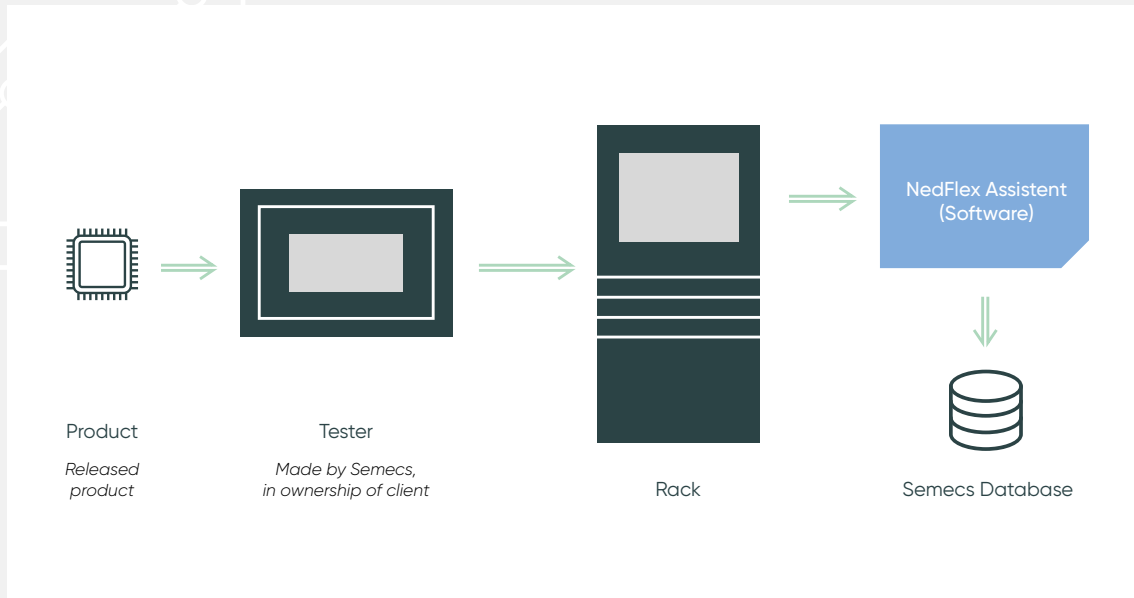 NedFlex Assistent
(Software)
Product
Released
product
Tester
Made by Semecs,
in ownership of client
Rack
Semecs Database